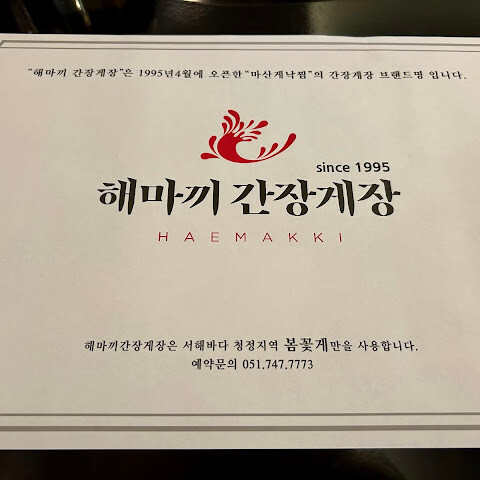 "해마끼 간장게장"은 1995년4월에 오픈한 "마산게낙찜"의 간장게장 브랜드명 입니다.
since 1995
해마끼 간장게장
HAEMAKKI
해마끼간장게장은 서해바다 청정지역 봄꽃게만을 사용합니다.
예약문의 051.747.7773